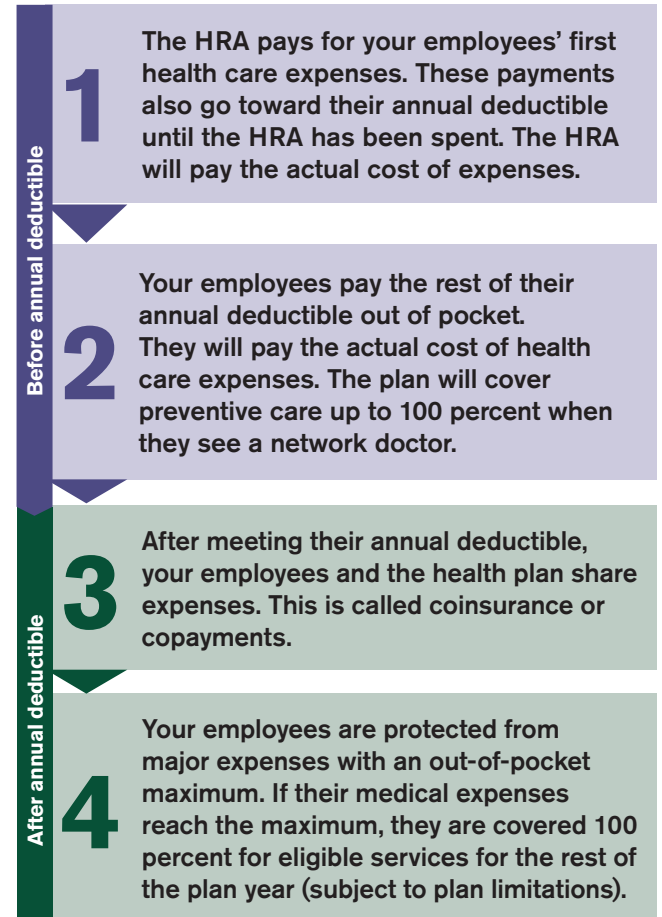 Before annual deductible
1
The HRA pays for your employees’ first
health care expenses. These payments
also go toward their annual deductible
until the HRA has been spent. The HRA
will pay the actual cost of expenses.
2
Your employees pay the rest of their
annual deductible out of pocket.
They will pay the actual cost of health
care expenses. The plan will cover
preventive care up to 100 percent when
they see a network doctor.
After annual deductible
3
After meeting their annual deductible,
your employees and the health plan share
expenses. This is called coinsurance or
copayments.
4
Your employees are protected from
major expenses with an out-of-pocket
maximum. If their medical expenses
reach the maximum, they are covered 100
percent for eligible services for the rest of
the plan year (subject to plan limitations).